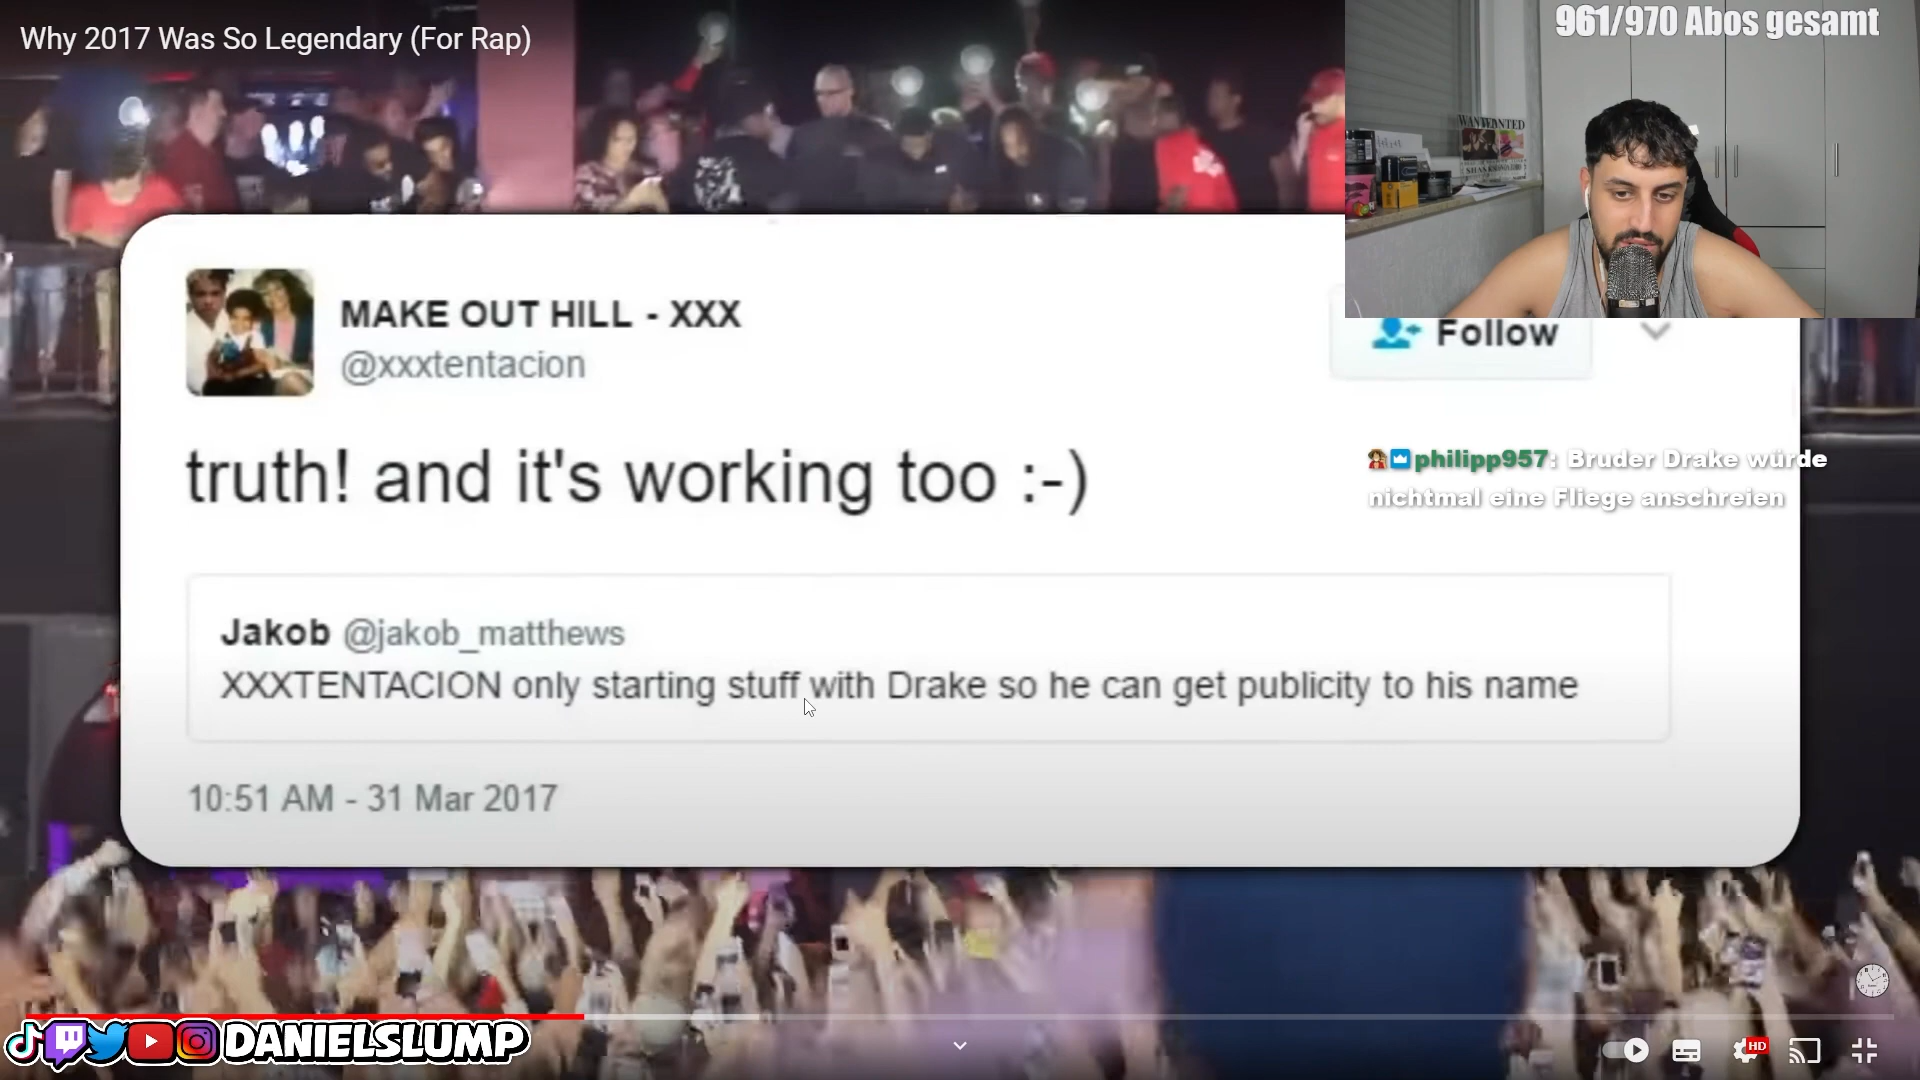 Why 2017 Was So Legendary (For Rap)
961/970 Abos gesamt
WANTED
MAKE OUT HILL - XXX
@xxxtentacion
Follow
truth! and it's working too :-)
philipp957: Bruder Drake würde
nichtmal eine Fliege anschreien
Jakob @jakob_matthews
XXXTENTACION only starting stuff with Drake so he can get publicity to his name
10:51 AM - 31 Mar 2017
DANIELSLUMP
HD